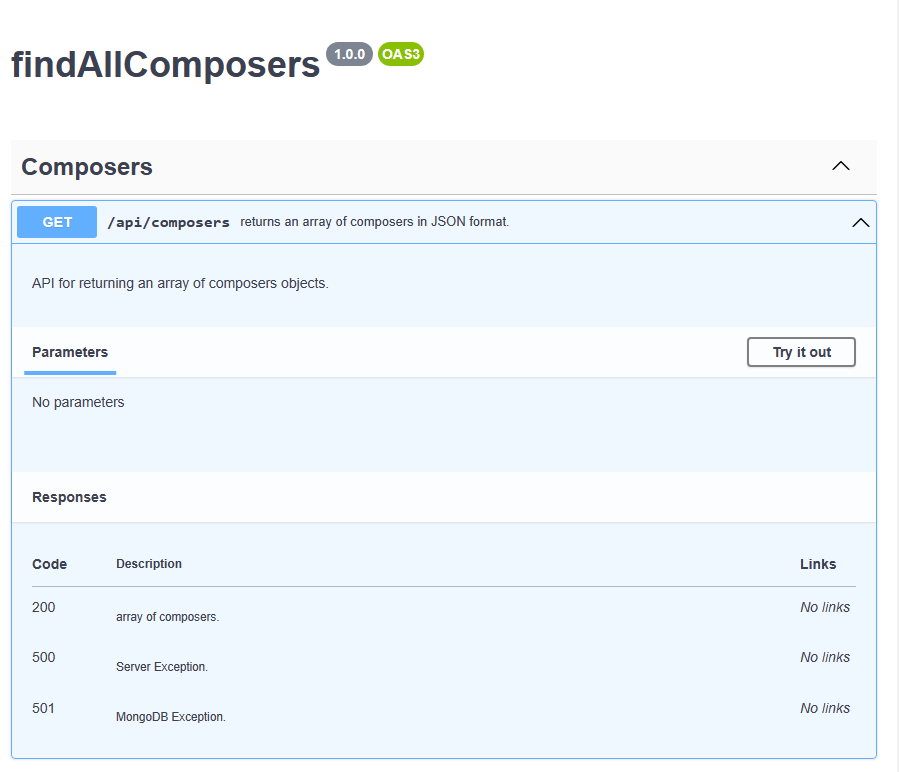 findAllComposers 1.0.0 OAS3
Composers
GET /api/composers returns an array of composers in JSON format.
API for returning an array of composers objects.
Parameters Try it out
No parameters
Responses
Code Description Links
200 array of composers. No links
500 Server Exception. No links
501 MongoDB Exception. No links